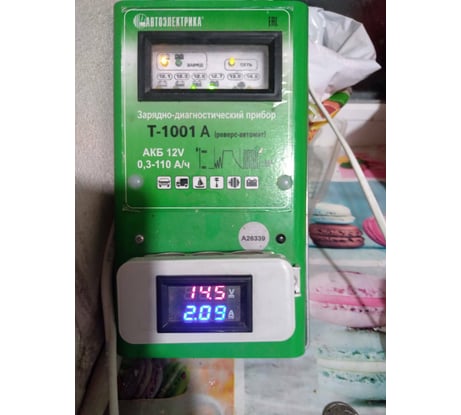 АВТОЭЛЕКТРИКА®
EAC
ЗАРЯД
СЕТЬ
Зарядно-диагностический прибор
Т-1001 А (реверс-автомат)
АКБ 12V
0,3-110 А/ч
А26339
14.5 V
2.09 A